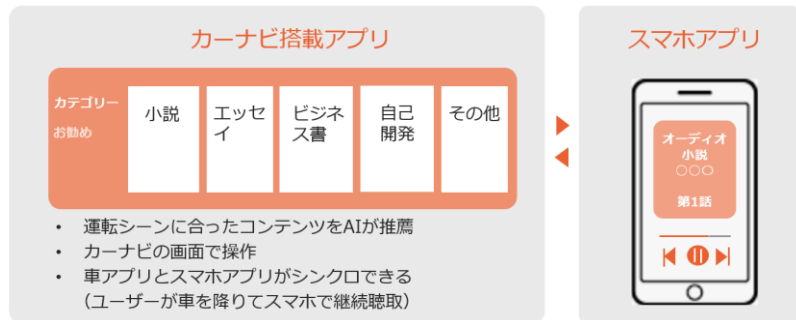 カーナビ搭載アプリ
カテゴリー
お勧め
小説
エッセ
イ
ビジネ
ス書
自己
開発
その他
• 運転シーンに合ったコンテンツをAIが推薦
• カーナビの画面で操作
• 車アプリとスマホアプリがシンクロできる
（ユーザーが車を降りてスマホで継続聴取）
スマホアプリ
オーディオ
小説
○○○
第1話